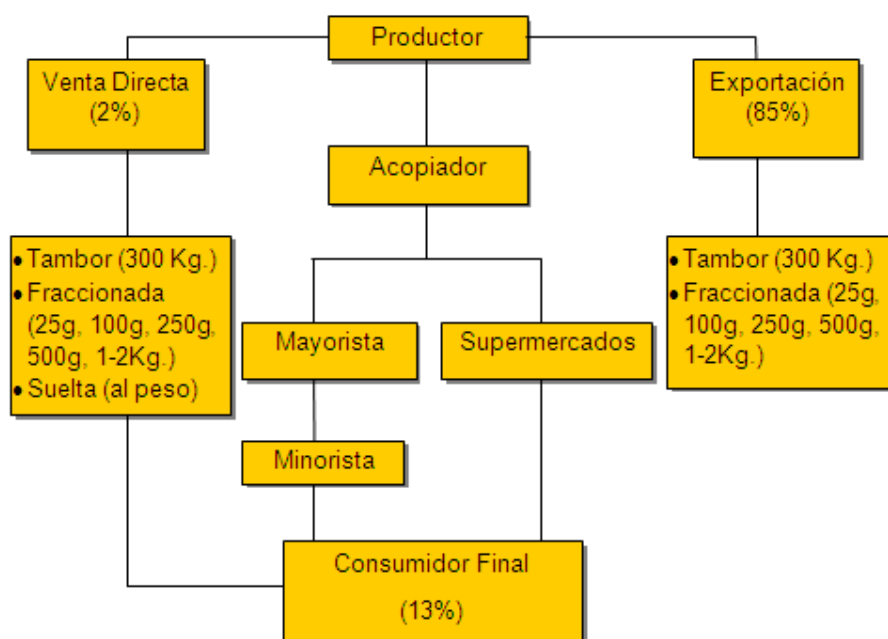 Productor
Venta Directa
(2%)
Exportación
(85%)
Acopiador
• Tambor (300 Kg.)
• Fraccionada
(25g, 100g, 250g,
500g, 1-2Kg.)
• Suelta (al peso)
• Tambor (300 Kg.)
• Fraccionada (25g,
100g, 250g, 500g,
1-2Kg.)
Mayorista
Supermercados
Minorista
Consumidor Final
(13%)